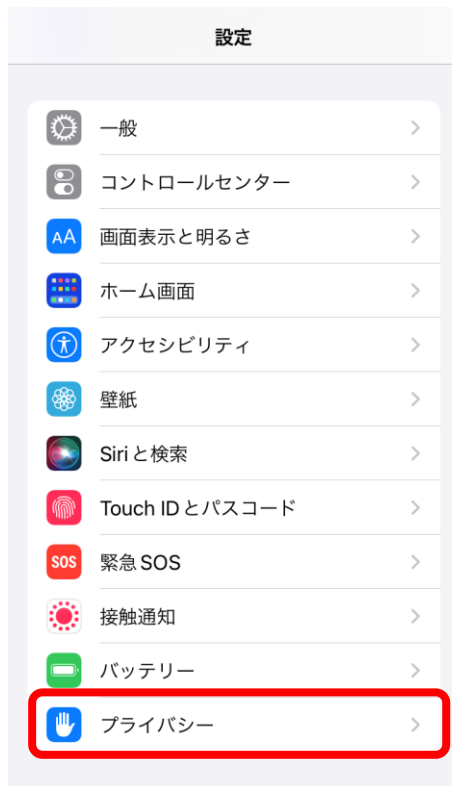 設定
一般
コントロールセンター
AA 画面表示と明るさ
ホーム画面
アクセシビリティ
壁紙
Siriと検索
Touch IDとパスコード
SOS 緊急SOS
接触通知
バッテリー
プライバシー